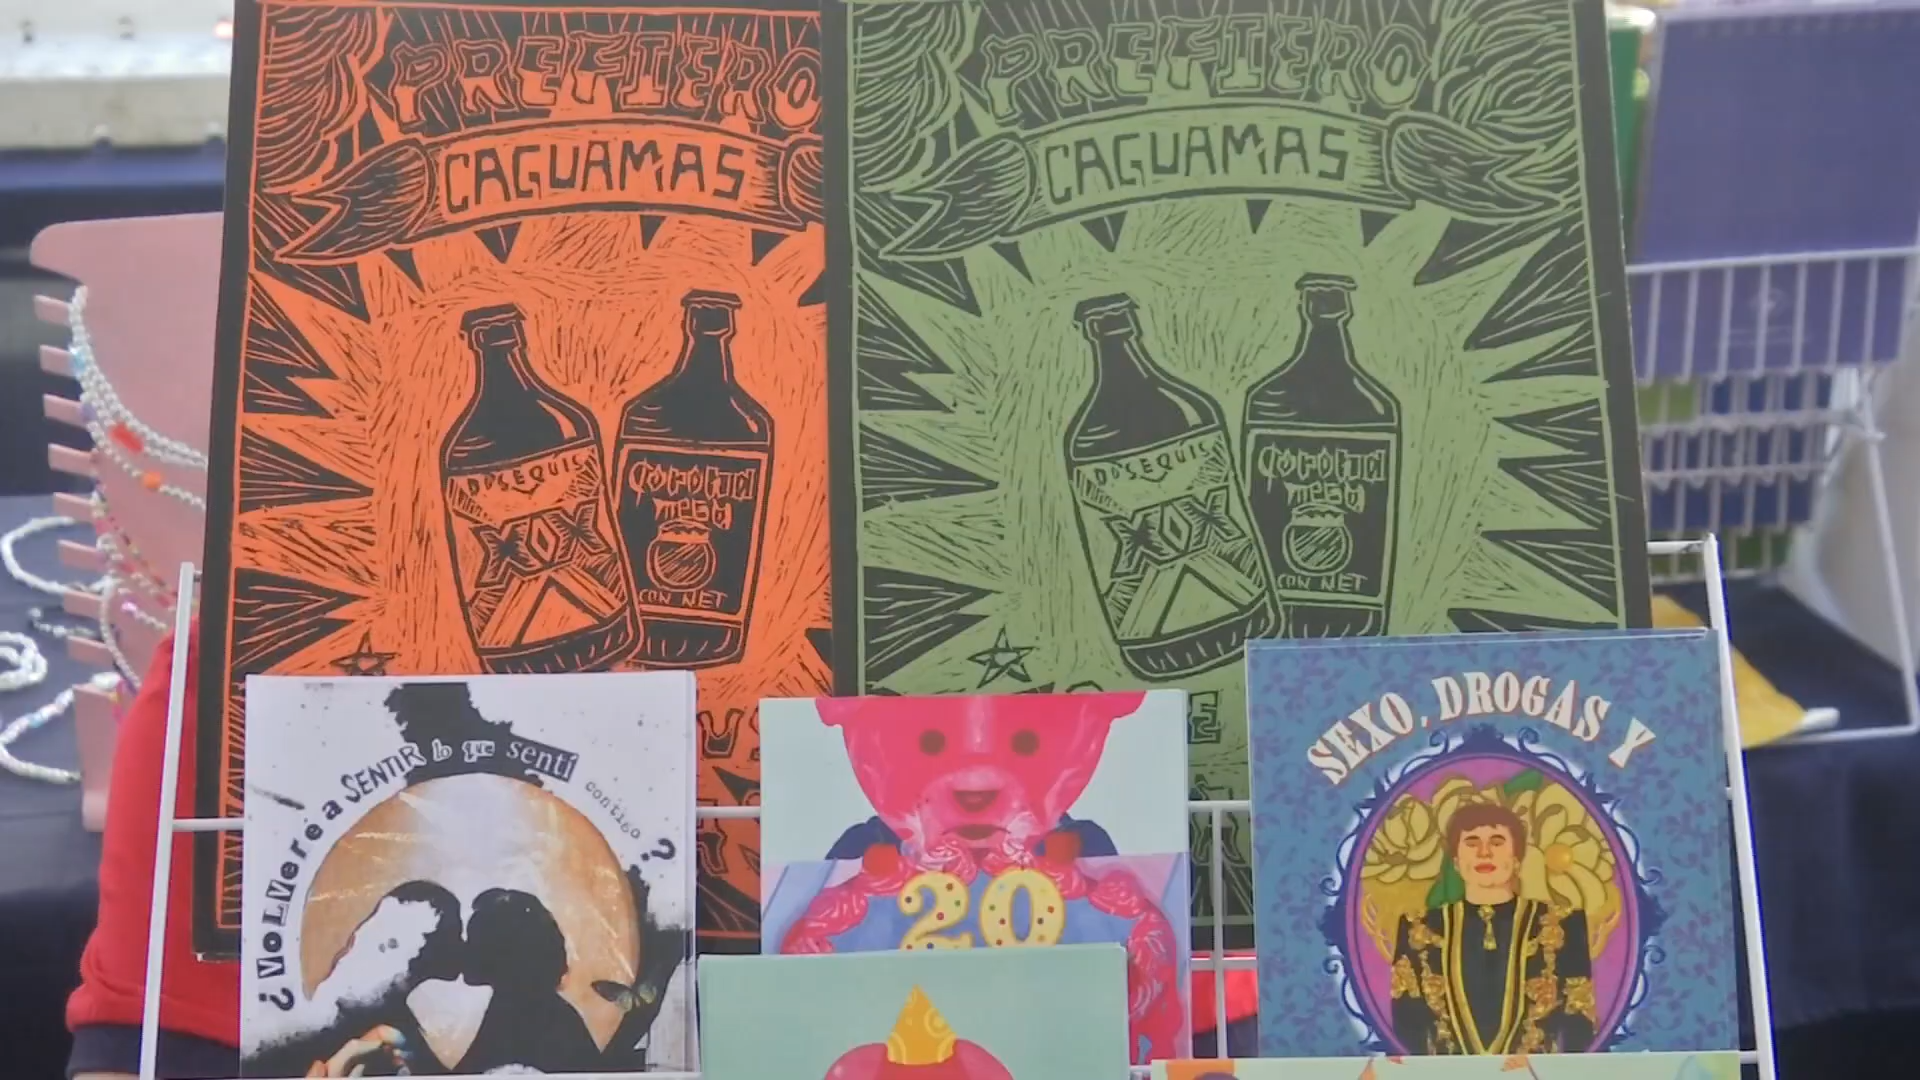 PREFIERO
CAGUAMAS
DOSEQUIS
XX
Corona
mega
CON NET
PREFIERO
CAGUAMAS
DOSEQUIS
XX
Corona
mega
CON NET
¿VOLVeré a SENTIR lo que sentí contigo?
20
SEXO, DROGAS Y